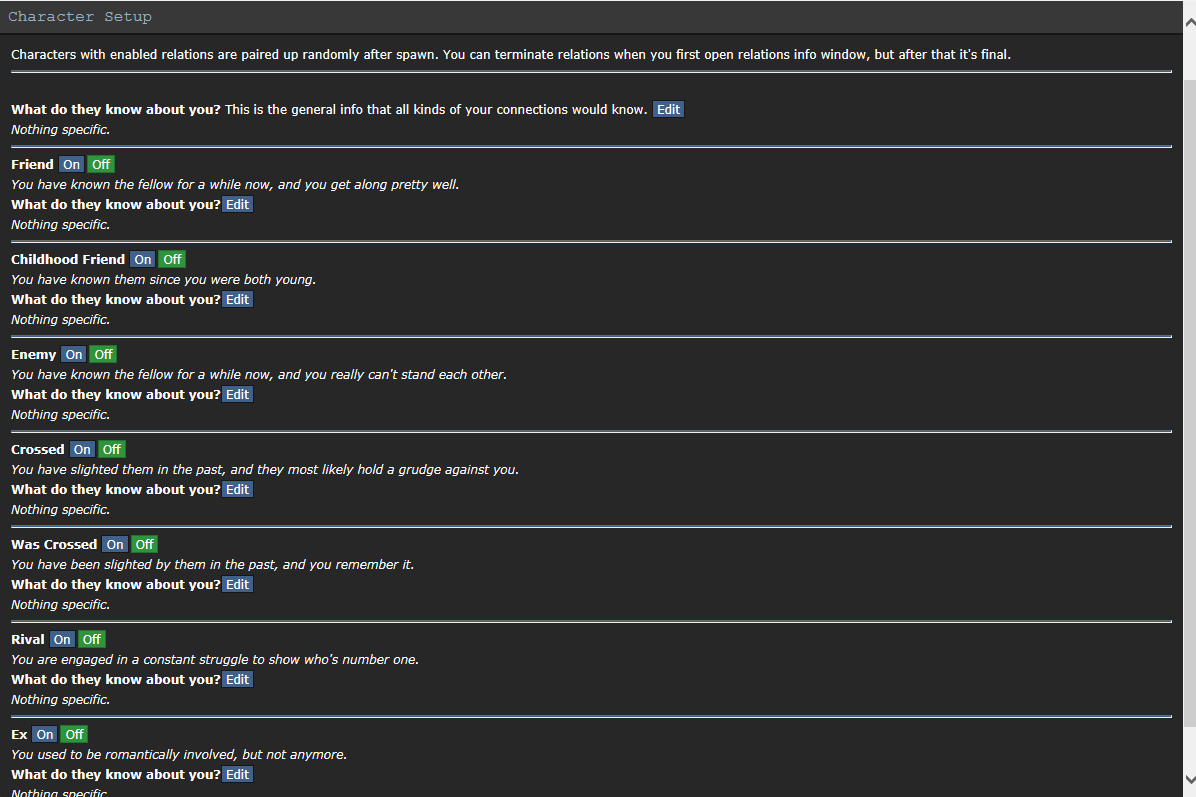 Character Setup
Characters with enabled relations are paired up randomly after spawn. You can terminate relations when you first open relations info window, but after that it's final.
What do they know about you? This is the general info that all kinds of your connections would know. Edit
Nothing specific.
Friend On Off
You have known the fellow for a while now, and you get along pretty well.
What do they know about you? Edit
Nothing specific.
Childhood Friend On Off
You have known them since you were both young.
What do they know about you? Edit
Nothing specific.
Enemy On Off
You have known the fellow for a while now, and you really can't stand each other.
What do they know about you? Edit
Nothing specific.
Crossed On Off
You have slighted them in the past, and they most likely hold a grudge against you.
What do they know about you? Edit
Nothing specific.
Was Crossed On Off
You have been slighted by them in the past, and you remember it.
What do they know about you? Edit
Nothing specific.
Rival On Off
You are engaged in a constant struggle to show who's number one.
What do they know about you? Edit
Nothing specific.
Ex On Off
You used to be romantically involved, but not anymore.
What do they know about you? Edit
Nothing specific.